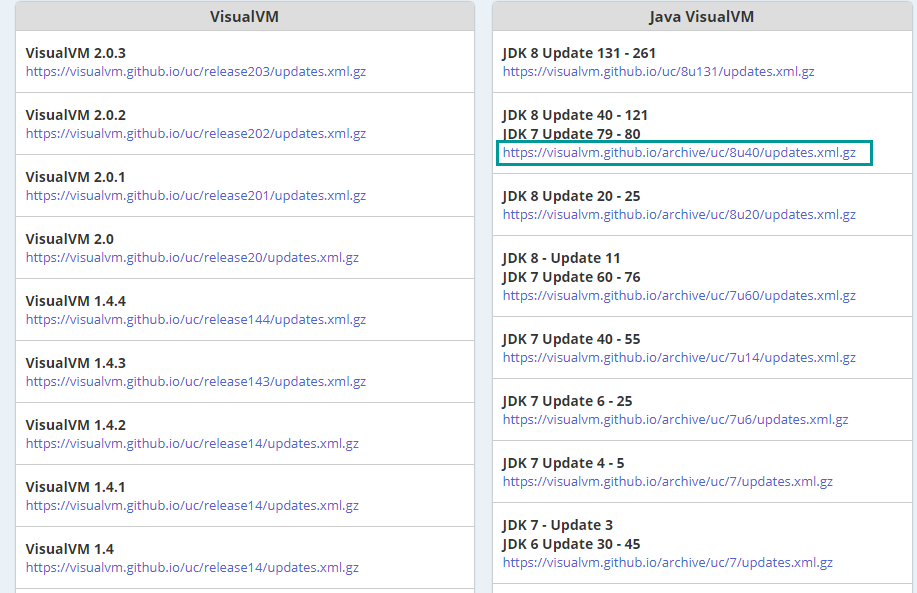 VisualVM
VisualVM 2.0.3
https://visualvm.github.io/uc/release203/updates.xml.gz
VisualVM 2.0.2
https://visualvm.github.io/uc/release202/updates.xml.gz
VisualVM 2.0.1
https://visualvm.github.io/uc/release201/updates.xml.gz
VisualVM 2.0
https://visualvm.github.io/uc/release20/updates.xml.gz
VisualVM 1.4.4
https://visualvm.github.io/uc/release144/updates.xml.gz
VisualVM 1.4.3
https://visualvm.github.io/uc/release143/updates.xml.gz
VisualVM 1.4.2
https://visualvm.github.io/uc/release14/updates.xml.gz
VisualVM 1.4.1
https://visualvm.github.io/uc/release14/updates.xml.gz
VisualVM 1.4
https://visualvm.github.io/uc/release14/updates.xml.gz
Java VisualVM
JDK 8 Update 131 - 261
https://visualvm.github.io/uc/8u131/updates.xml.gz
JDK 8 Update 40 - 121
JDK 7 Update 79 - 80
https://visualvm.github.io/archive/uc/8u40/updates.xml.gz
JDK 8 Update 20 - 25
https://visualvm.github.io/archive/uc/8u20/updates.xml.gz
JDK 8 - Update 11
JDK 7 Update 60 - 76
https://visualvm.github.io/archive/uc/7u60/updates.xml.gz
JDK 7 Update 40 - 55
https://visualvm.github.io/archive/uc/7u14/updates.xml.gz
JDK 7 Update 6 - 25
https://visualvm.github.io/archive/uc/7u6/updates.xml.gz
JDK 7 Update 4 - 5
https://visualvm.github.io/archive/uc/7/updates.xml.gz
JDK 7 - Update 3
JDK 6 Update 30 - 45
https://visualvm.github.io/archive/uc/7/updates.xml.gz